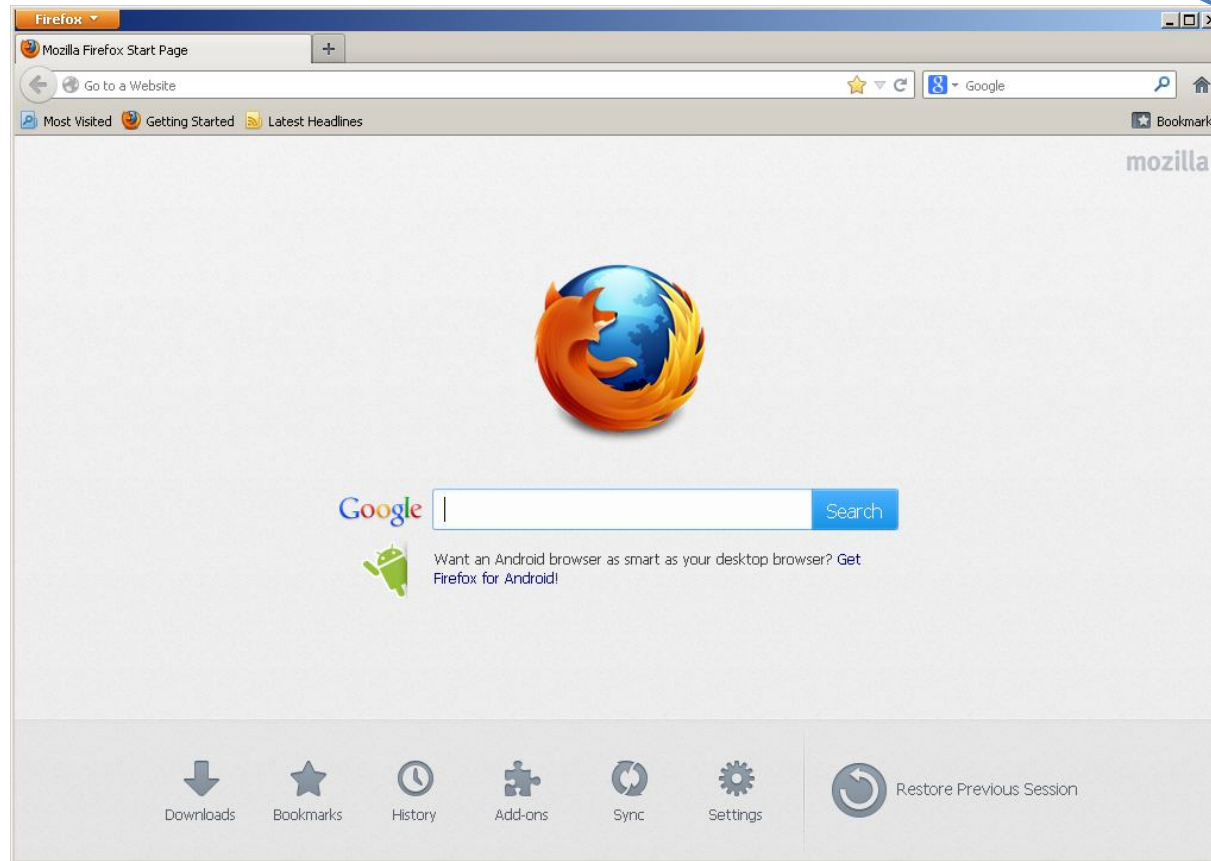 Firefox
Mozilla Firefox Start Page
Go to a Website
Google
Most Visited Getting Started Latest Headlines
Bookmark
mozilla
Google
Search
Want an Android browser as smart as your desktop browser? Get
Firefox for Android!
Downloads Bookmarks History Add-ons Sync Settings
Restore Previous Session